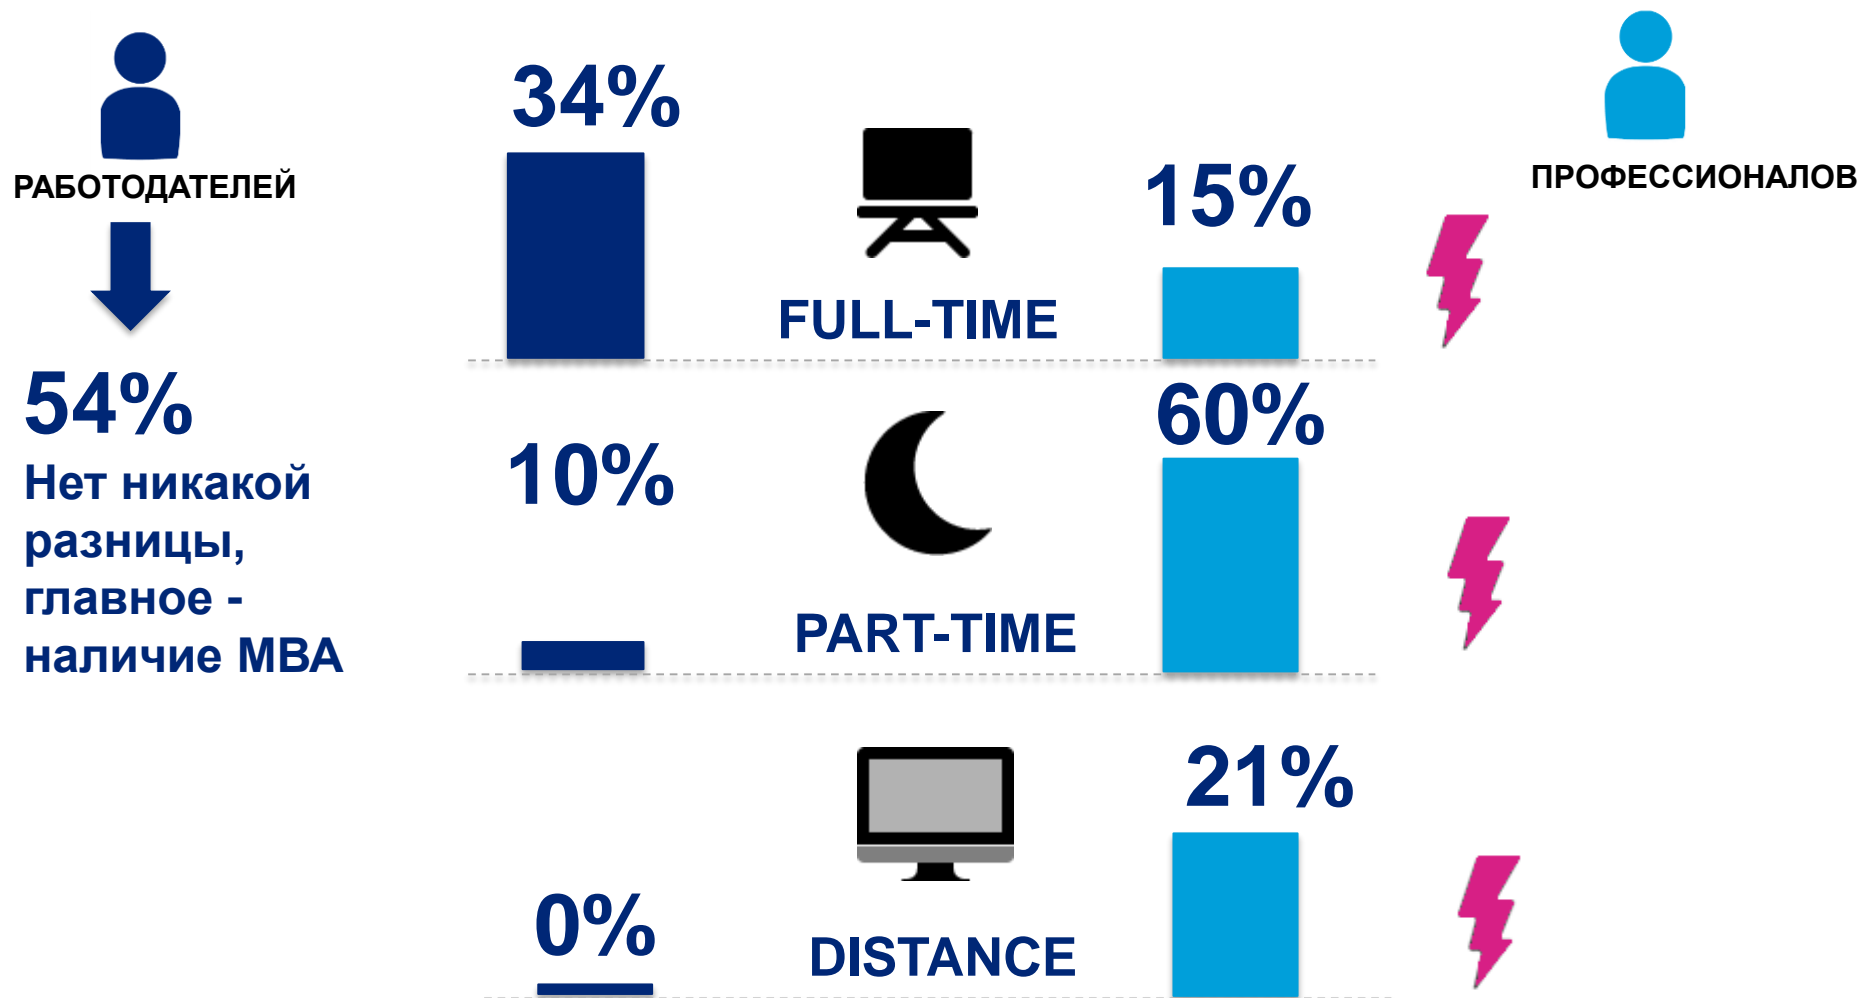 РАБОТОДАТЕЛЕЙ
54%
Нет никакой
разницы,
главное -
наличие МВА
34%
FULL-TIME
15%
10%
PART-TIME
60%
0%
DISTANCE
21%
ПРОФЕССИОНАЛОВ